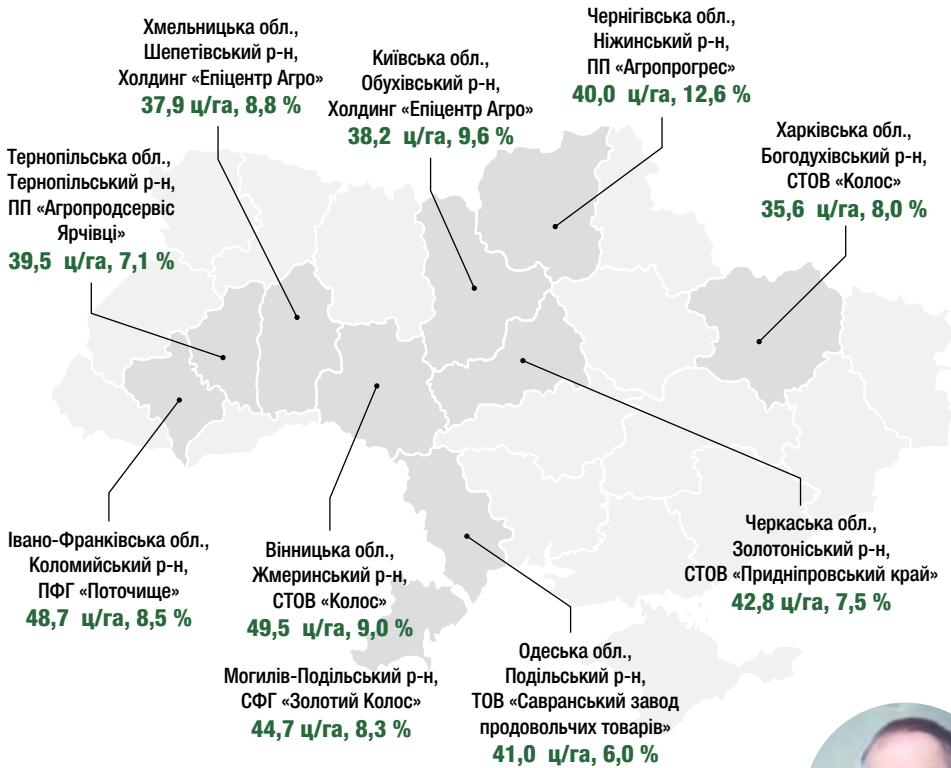 Хмельницька обл.,
Шепетівський р-н,
Холдинг «Епіцентр Агро»
37,9 ц/га, 8,8 %
Київська обл.,
Обухівський р-н,
Холдинг «Епіцентр Агро»
38,2 ц/га, 9,6 %
Чернігівська обл.,
Ніжинський р-н,
ПП «Агропрогрес»
40,0 ц/га, 12,6 %
Харківська обл.,
Богодухівський р-н,
СТОВ «Колос»
35,6 ц/га, 8,0 %
Тернопільська обл.,
Тернопільський р-н,
ПП «Агропродсервіс
Ярчівці»
39,5 ц/га, 7,1 %
Івано-Франківська обл.,
Коломийський р-н,
ПФГ «Поточище»
48,7 ц/га, 8,5 %
Вінницька обл.,
Жмеринський р-н,
СТОВ «Колос»
49,5 ц/га, 9,0 %
Могилів-Подільський р-н,
СФГ «Золотий Колос»
44,7 ц/га, 8,3 %
Одеська обл.,
Подільський р-н,
ТОВ «Савранський завод
продовольчих товарів»
41,0 ц/га, 6,0 %
Черкаська обл.,
Золотоніський р-н,
СТОВ «Придніпровський край»
42,8 ц/га, 7,5 %